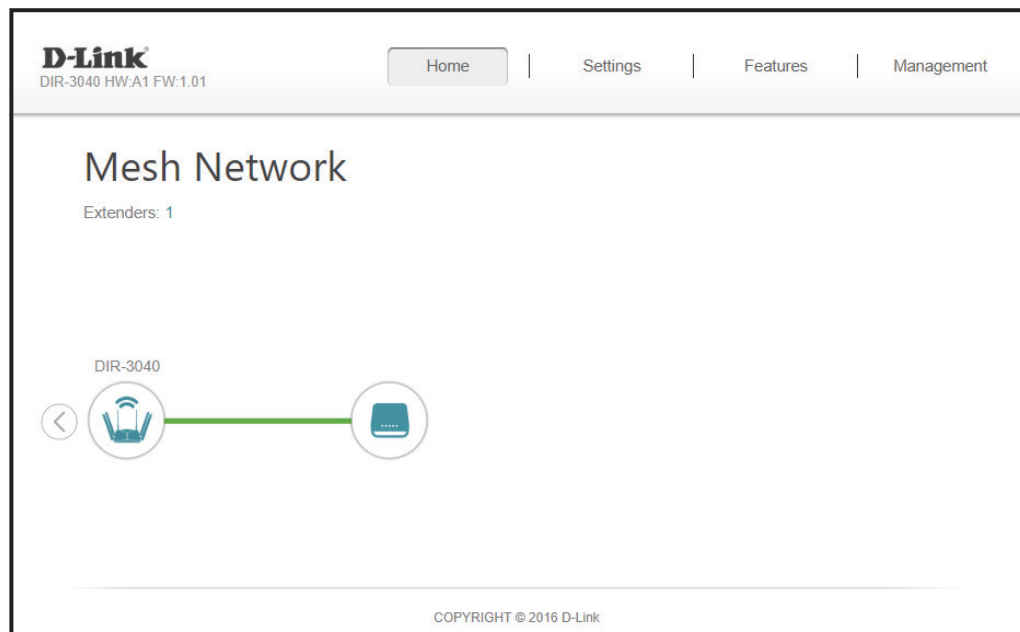 D-Link
DIR-3040 HW:A1 FW:1.01
Home
Settings
Features
Management
Mesh Network
Extenders: 1
DIR-3040
COPYRIGHT © 2016 D-Link